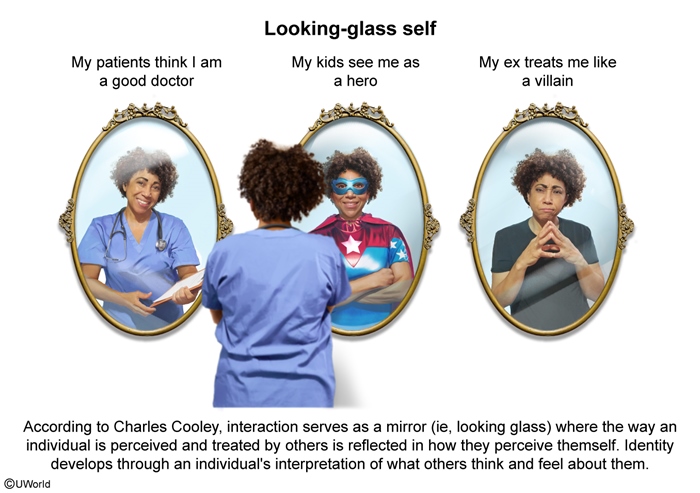 Looking-glass self
My patients think I am
a good doctor
My kids see me as
a hero
My ex treats me like
a villain
According to Charles Cooley, interaction serves as a mirror (ie, looking glass) where the way an
individual is perceived and treated by others is reflected in how they perceive themself. Identity
develops through an individual's interpretation of what others think and feel about them.
©UWorld